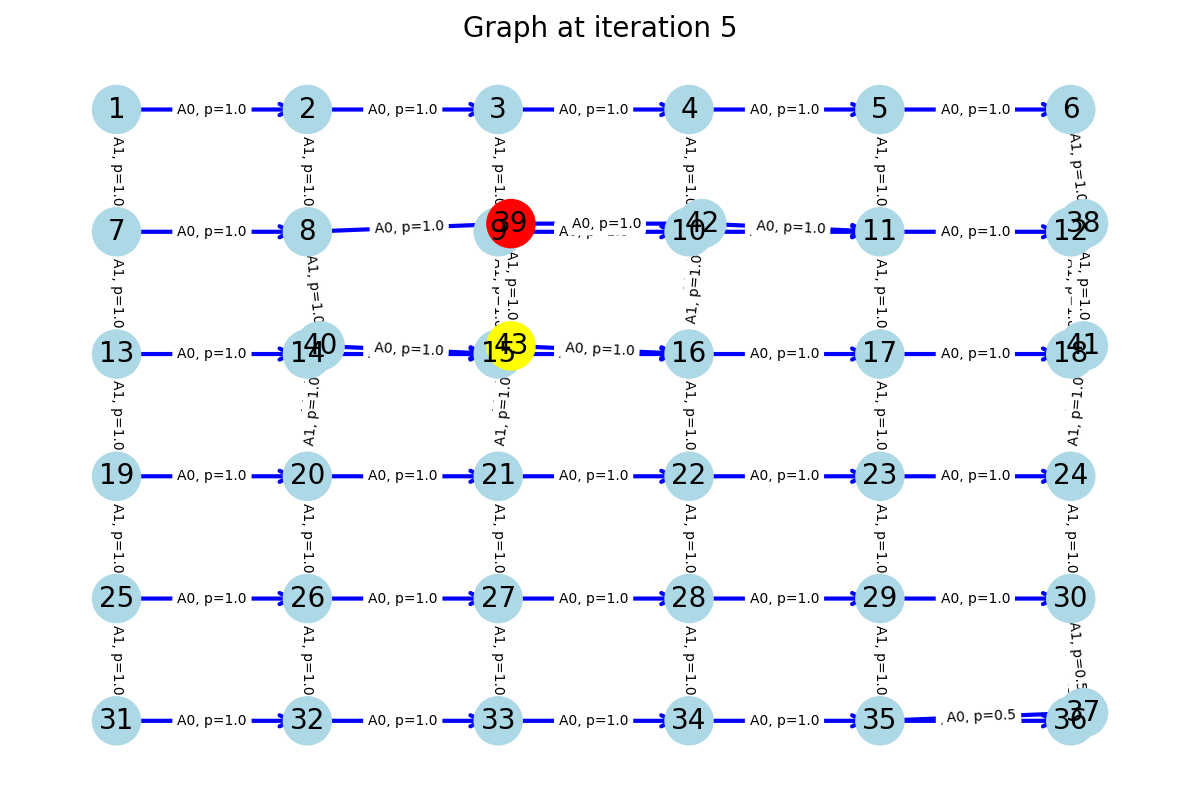 Graph at iteration 5
1 A0, p=1.0 2 A0, p=1.0 3 A0, p=1.0 4 A0, p=1.0 5 A0, p=1.0 6
A1, p=1.0 A1, p=1.0 A1, p=1.0 A1, p=1.0 A1, p=1.0 A1, p=1.0
7 A0, p=1.0 8 A0, p=1.0 9 39 A0, p=1.0 10 42 A0, p=1.0 11 A0, p=1.0 12 38
A1, p=1.0 A1, p=1.0 A1, p=1.0 A1, p=1.0 A1, p=1.0 A1, p=1.0
13 A0, p=1.0 14 40 A0, p=1.0 15 43 A0, p=1.0 16 A0, p=1.0 17 A0, p=1.0 18 41
A1, p=1.0 A1, p=1.0 A1, p=1.0 A1, p=1.0 A1, p=1.0 A1, p=1.0
19 A0, p=1.0 20 A0, p=1.0 21 A0, p=1.0 22 A0, p=1.0 23 A0, p=1.0 24
A1, p=1.0 A1, p=1.0 A1, p=1.0 A1, p=1.0 A1, p=1.0 A1, p=1.0
25 A0, p=1.0 26 A0, p=1.0 27 A0, p=1.0 28 A0, p=1.0 29 A0, p=1.0 30
A1, p=1.0 A1, p=1.0 A1, p=1.0 A1, p=1.0 A1, p=1.0 A1, p=0.5
31 A0, p=1.0 32 A0, p=1.0 33 A0, p=1.0 34 A0, p=1.0 35 A0, p=0.5 36 37